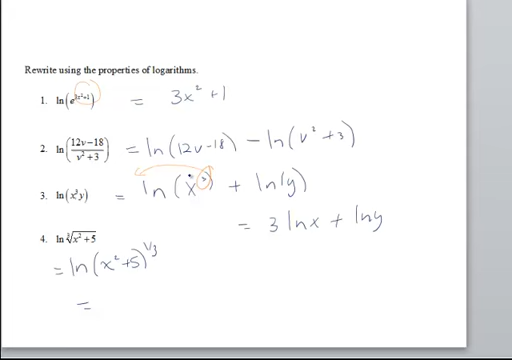 Rewrite using the properties of logarithms.
1. ln(e^(3x²+1)) = 3x² + 1
2. ln((12v−18)/(v²+3)) = ln(12v−18) − ln(v² + 3)
3. ln(x³y) = ln(x³) + ln(y)
= 3 ln x + ln y
4. ln ∛(x²+5)
= ln(x²+5)^(1/3)
=